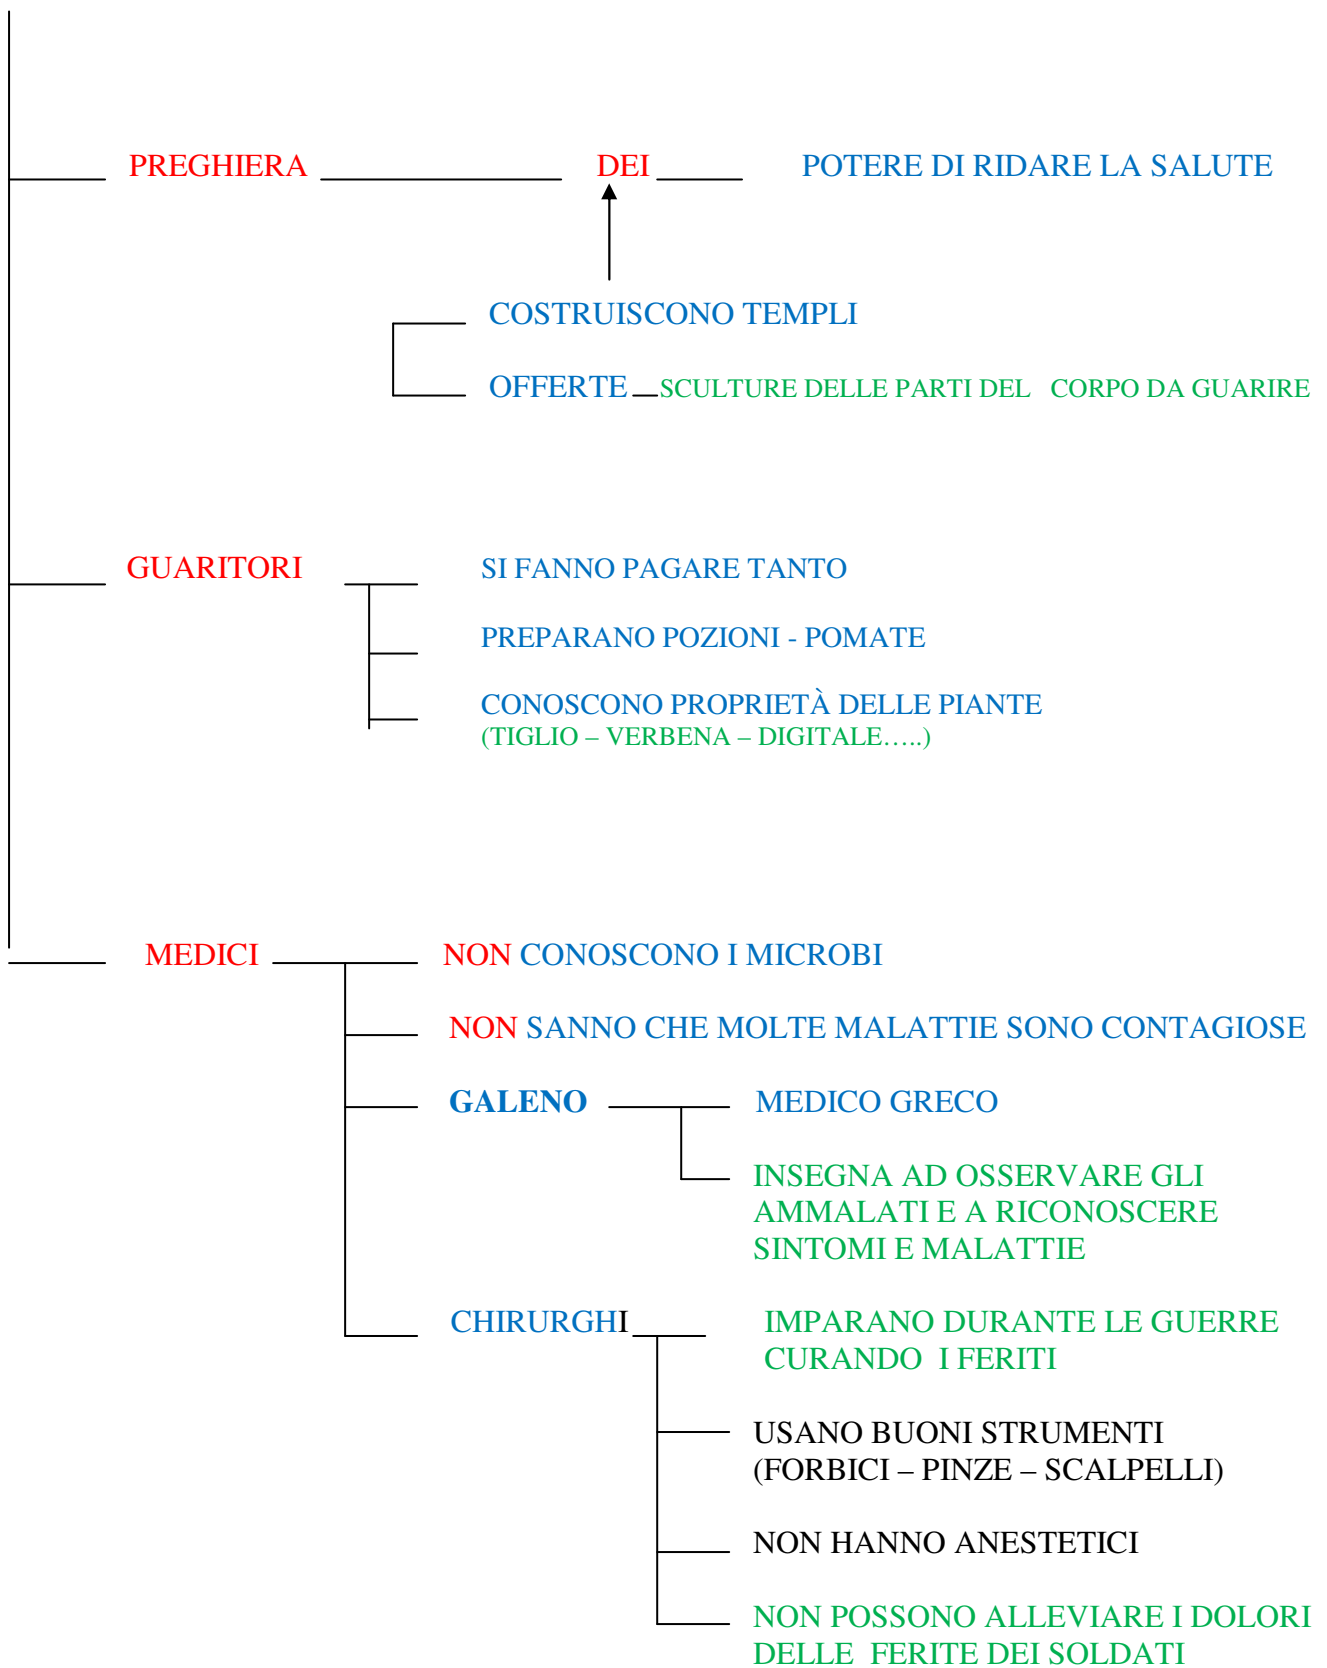 PREGHIERA DEI POTERE DI RIDARE LA SALUTE
COSTRUISCONO TEMPLI
OFFERTE SCULTURE DELLE PARTI DEL CORPO DA GUARIRE
GUARITORI SI FANNO PAGARE TANTO
PREPARANO POZIONI - POMATE
CONOSCONO PROPRIETÀ DELLE PIANTE
(TIGLIO – VERBENA – DIGITALE…..)
MEDICI NON CONOSCONO I MICROBI
NON SANNO CHE MOLTE MALATTIE SONO CONTAGIOSE
GALENO MEDICO GRECO
INSEGNA AD OSSERVARE GLI
AMMALATI E A RICONOSCERE
SINTOMI E MALATTIE
CHIRURGHI IMPARANO DURANTE LE GUERRE
CURANDO I FERITI
USANO BUONI STRUMENTI
(FORBICI – PINZE – SCALPELLI)
NON HANNO ANESTETICI
NON POSSONO ALLEVIARE I DOLORI
DELLE FERITE DEI SOLDATI